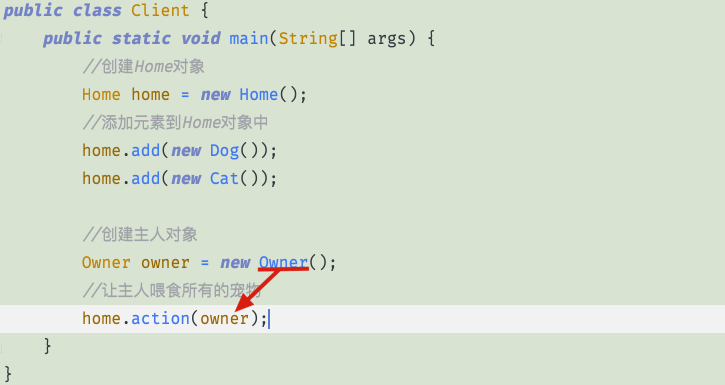 public class Client {
public static void main(String[] args) {
//创建Home对象
Home home = new Home();
//添加元素到Home对象中
home.add(new Dog());
home.add(new Cat());
//创建主人对象
Owner owner = new Owner();
//让主人喂食所有的宠物
home.action(owner);
}
}